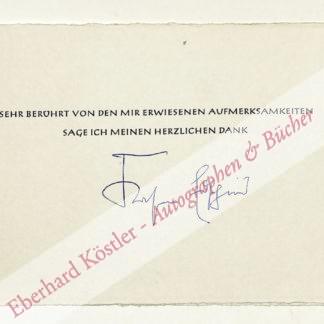 SEHR BERÜHRT VON DEN MIR ERWIESENEN AUFMERKSAMKEITEN
SAGE ICH MEINEN HERZLICHEN DANK
Eberhard Köstler - Autographen & Bücher